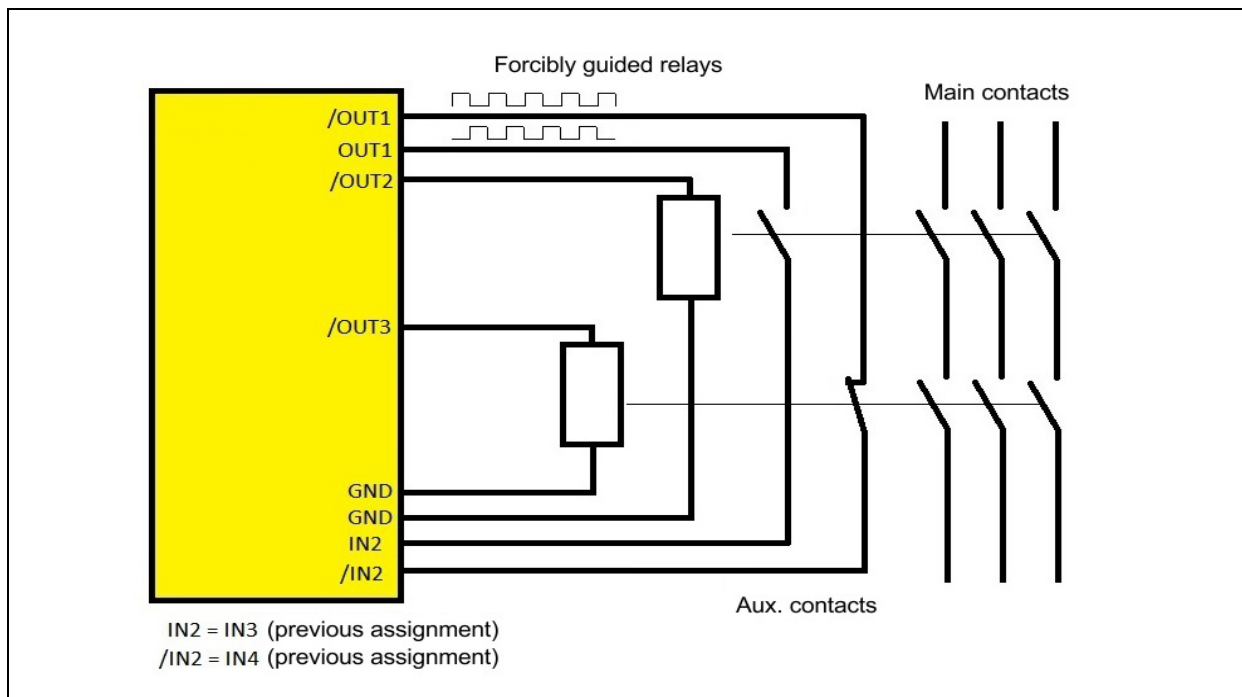 Forcibly guided relays
Main contacts
/OUT1
OUT1
/OUT2
/OUT3
GND
GND
IN2
/IN2
Aux. contacts
IN2 = IN3 (previous assignment)
/IN2 = IN4 (previous assignment)